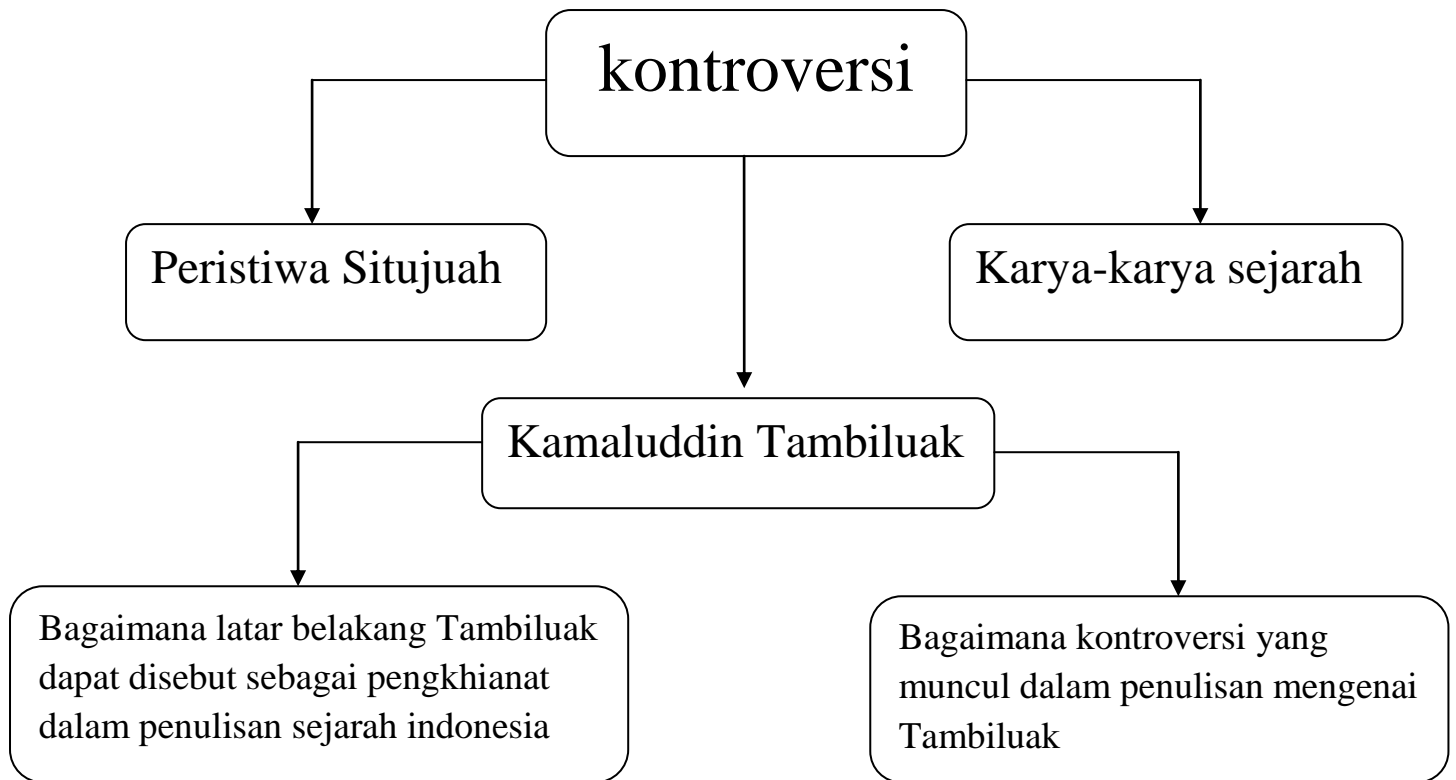 kontroversi
Peristiwa Situjuah
Karya-karya sejarah
Kamaluddin Tambiluak
Bagaimana latar belakang Tambiluak
dapat disebut sebagai pengkhianat
dalam penulisan sejarah indonesia
Bagaimana kontroversi yang
muncul dalam penulisan mengenai
Tambiluak